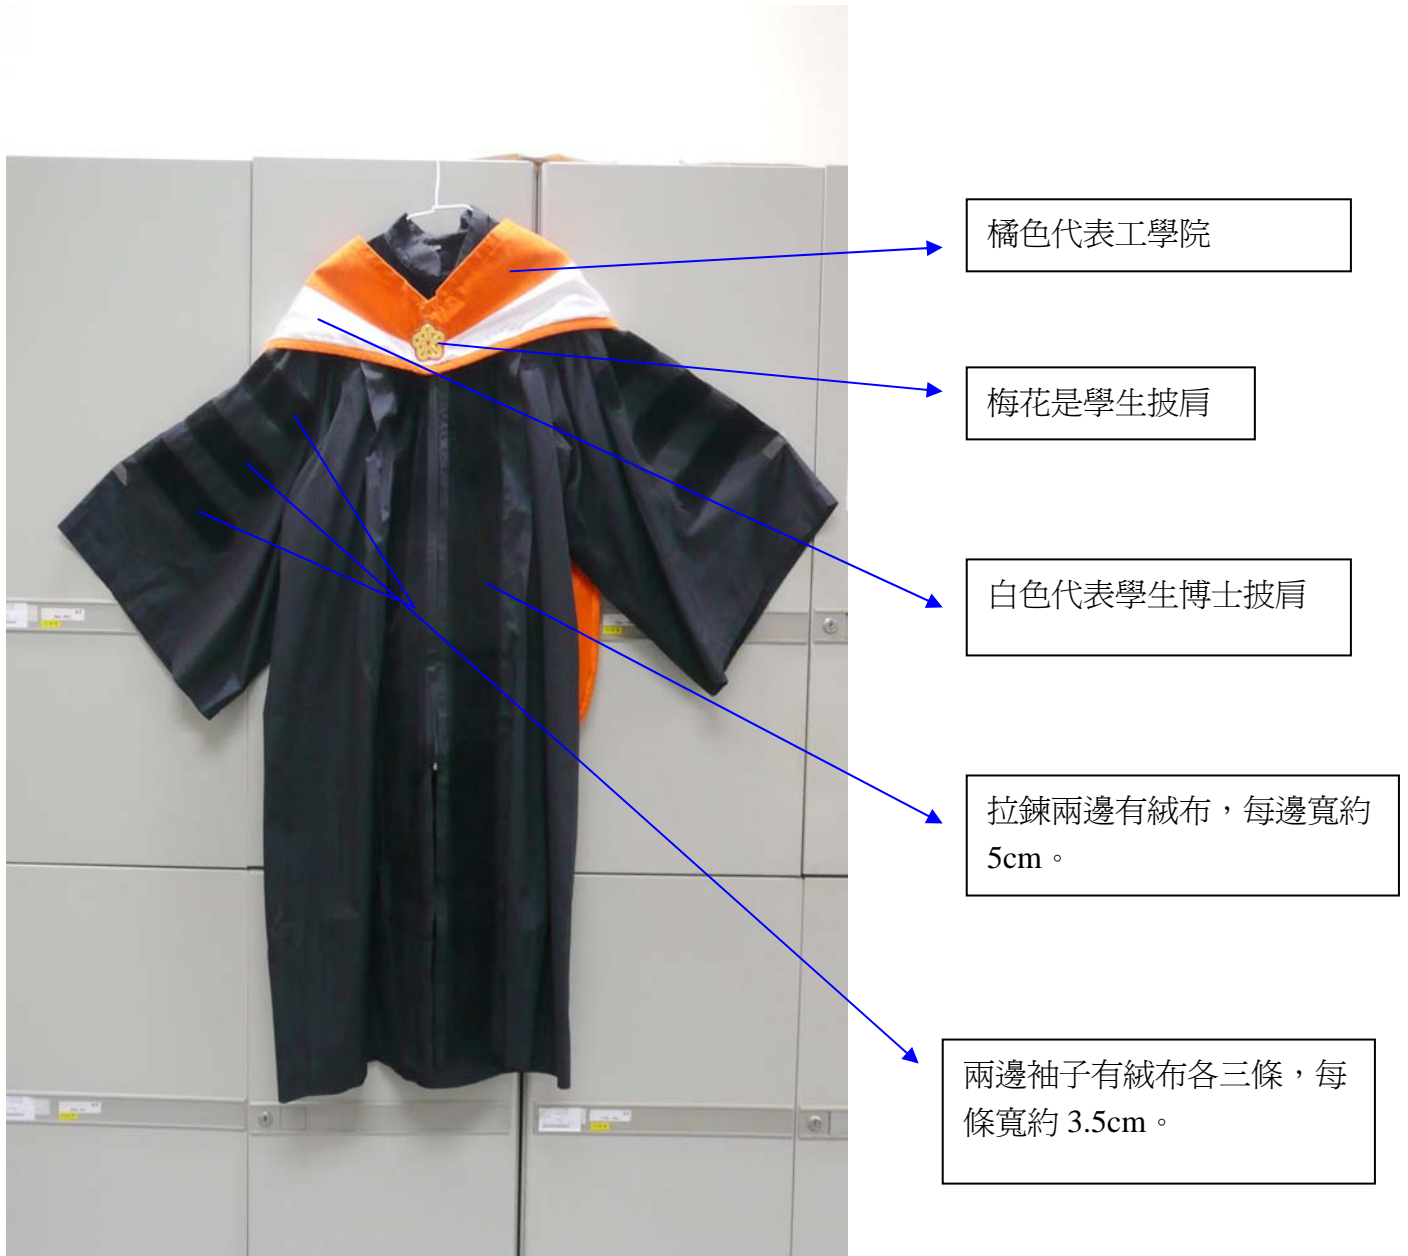 橘色代表工學院
梅花是學生披肩
白色代表學生博士披肩
拉鍊兩邊有絨布，每邊寬約
5cm。
兩邊袖子有絨布各三條，每
條寬約 3.5cm。